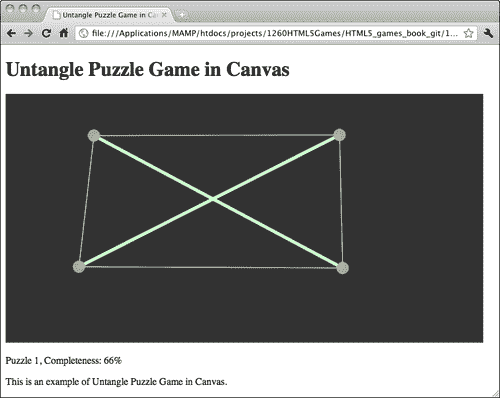 Untangle Puzzle Game in Ca
file:///Applications/MAMP/htdocs/projects/1260HTML5Games/HTML5_games_book_git/1...
Untangle Puzzle Game in Canvas
Puzzle 1, Completeness: 66%
This is an example of Untangle Puzzle Game in Canvas.